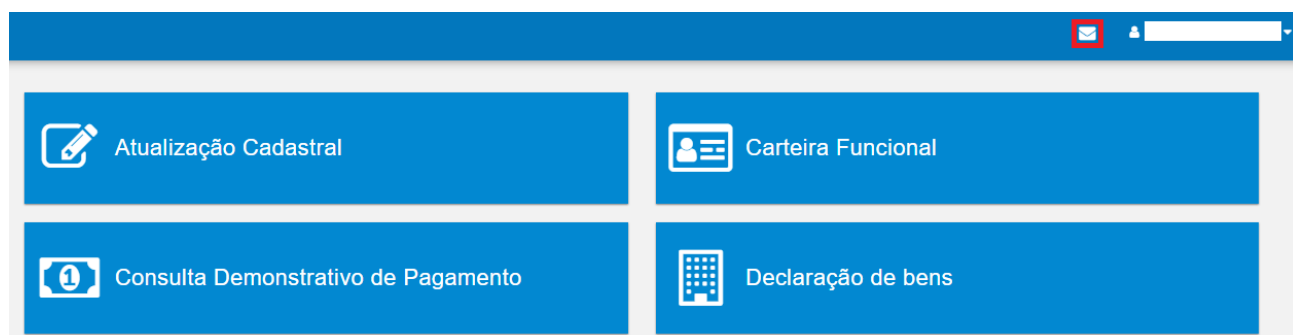 Atualização Cadastral
Carteira Funcional
Consulta Demonstrativo de Pagamento
Declaração de bens